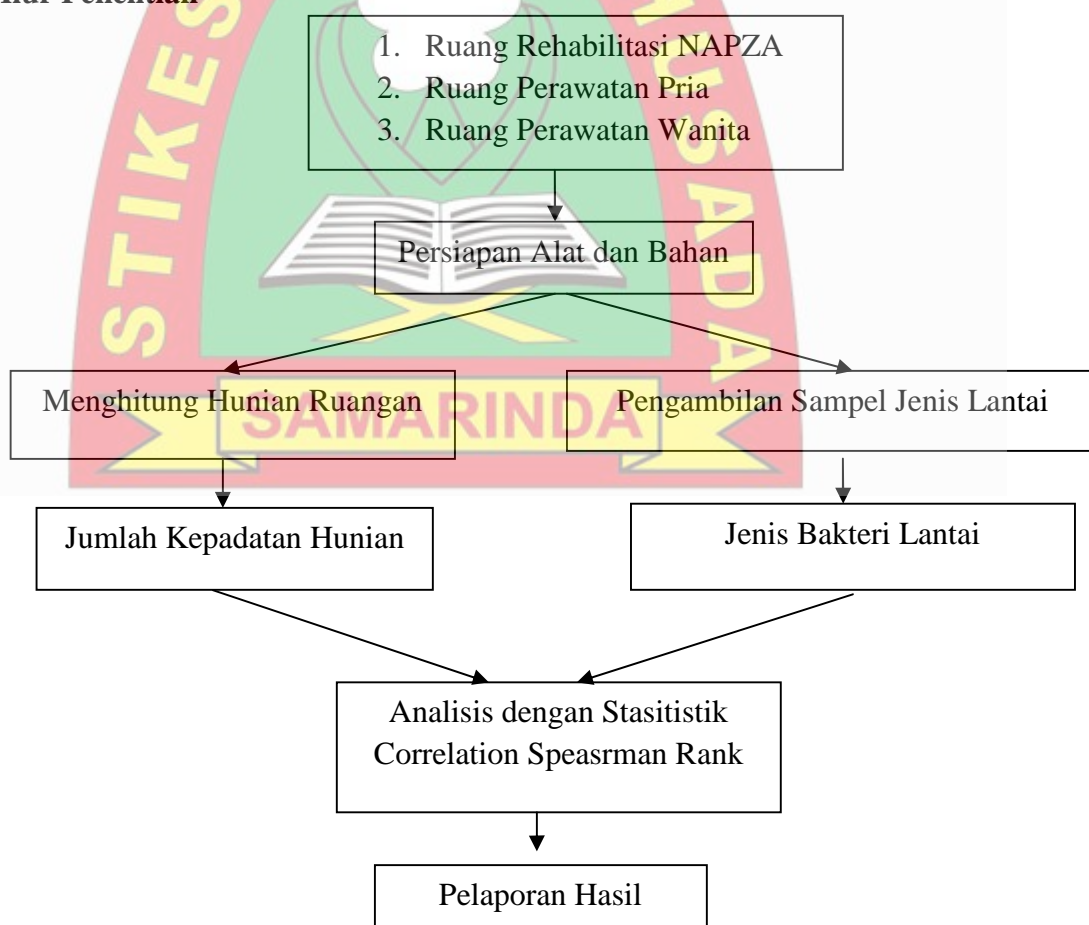 STIKES
HUSADA
SAMARINDA
1. Ruang Rehabilitasi NAPZA
2. Ruang Perawatan Pria
3. Ruang Perawatan Wanita
Persiapan Alat dan Bahan
Menghitung Hunian Ruangan
Pengambilan Sampel Jenis Lantai
Jumlah Kepadatan Hunian
Jenis Bakteri Lantai
Analisis dengan Stasitistik
Correlation Speasrman Rank
Pelaporan Hasil